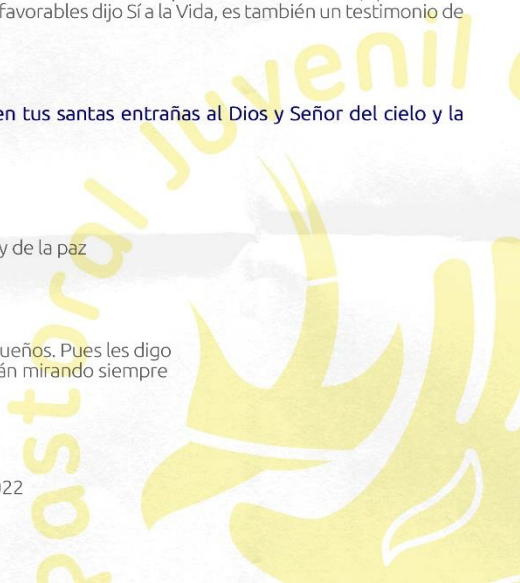 favorables dijo Sí a la Vida, es también un testimonio de
en tus santas entrañas al Dios y Señor del cielo y la
y de la paz
ueños. Pues les digo
án mirando siempre
022
pastoral Juvenil